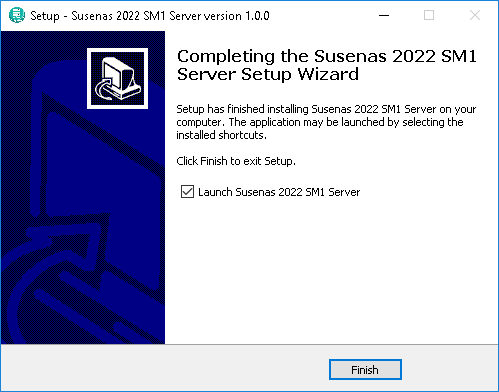 Setup - Susenas 2022 SM1 Server version 1.0.0
Completing the Susenas 2022 SM1
Server Setup Wizard
Setup has finished installing Susenas 2022 SM1 Server on your
computer. The application may be launched by selecting the
installed shortcuts.
Click Finish to exit Setup.
Launch Susenas 2022 SM1 Server
Finish